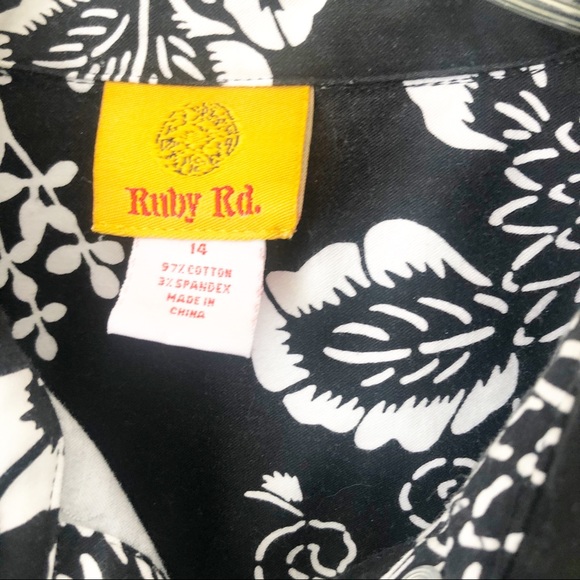 Ruby Rd.
14
97% COTTON
3% SPANDEX
MADE IN
CHINA